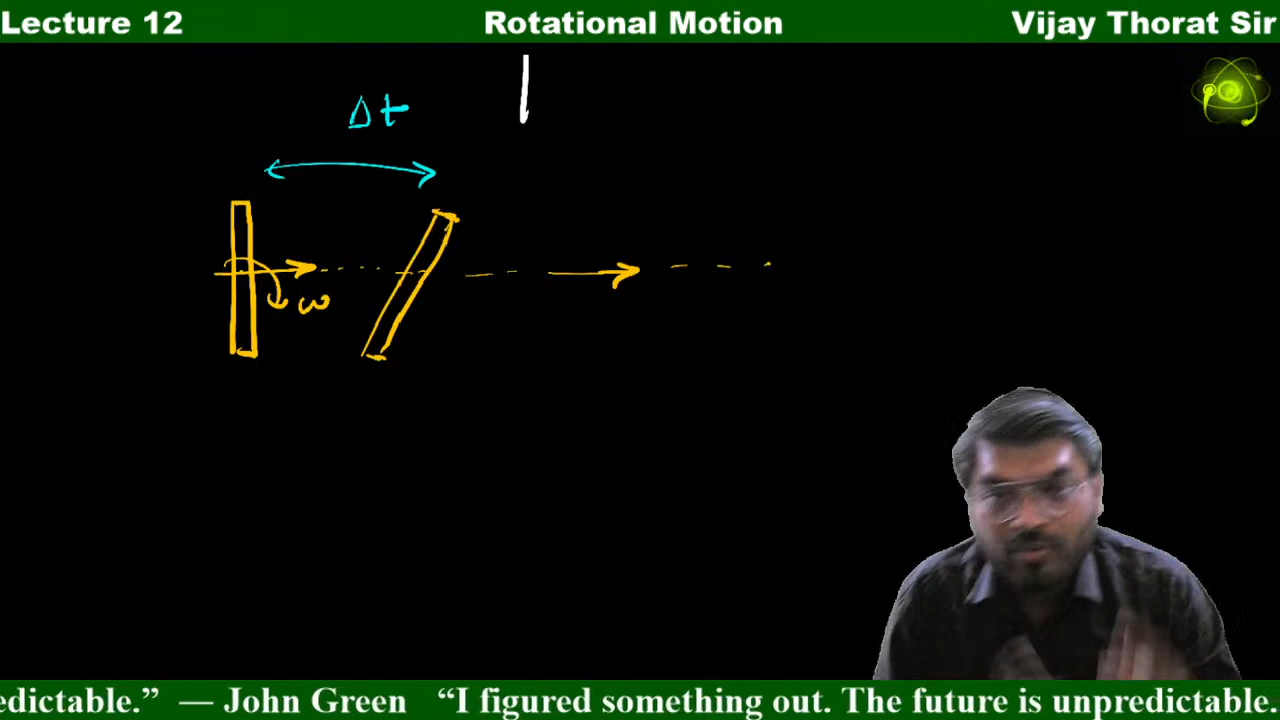 Lecture 12 Rotational Motion Vijay Thorat Sir
Δt
ω
edictable.” — John Green “I figured something out. The future is unpredictable.